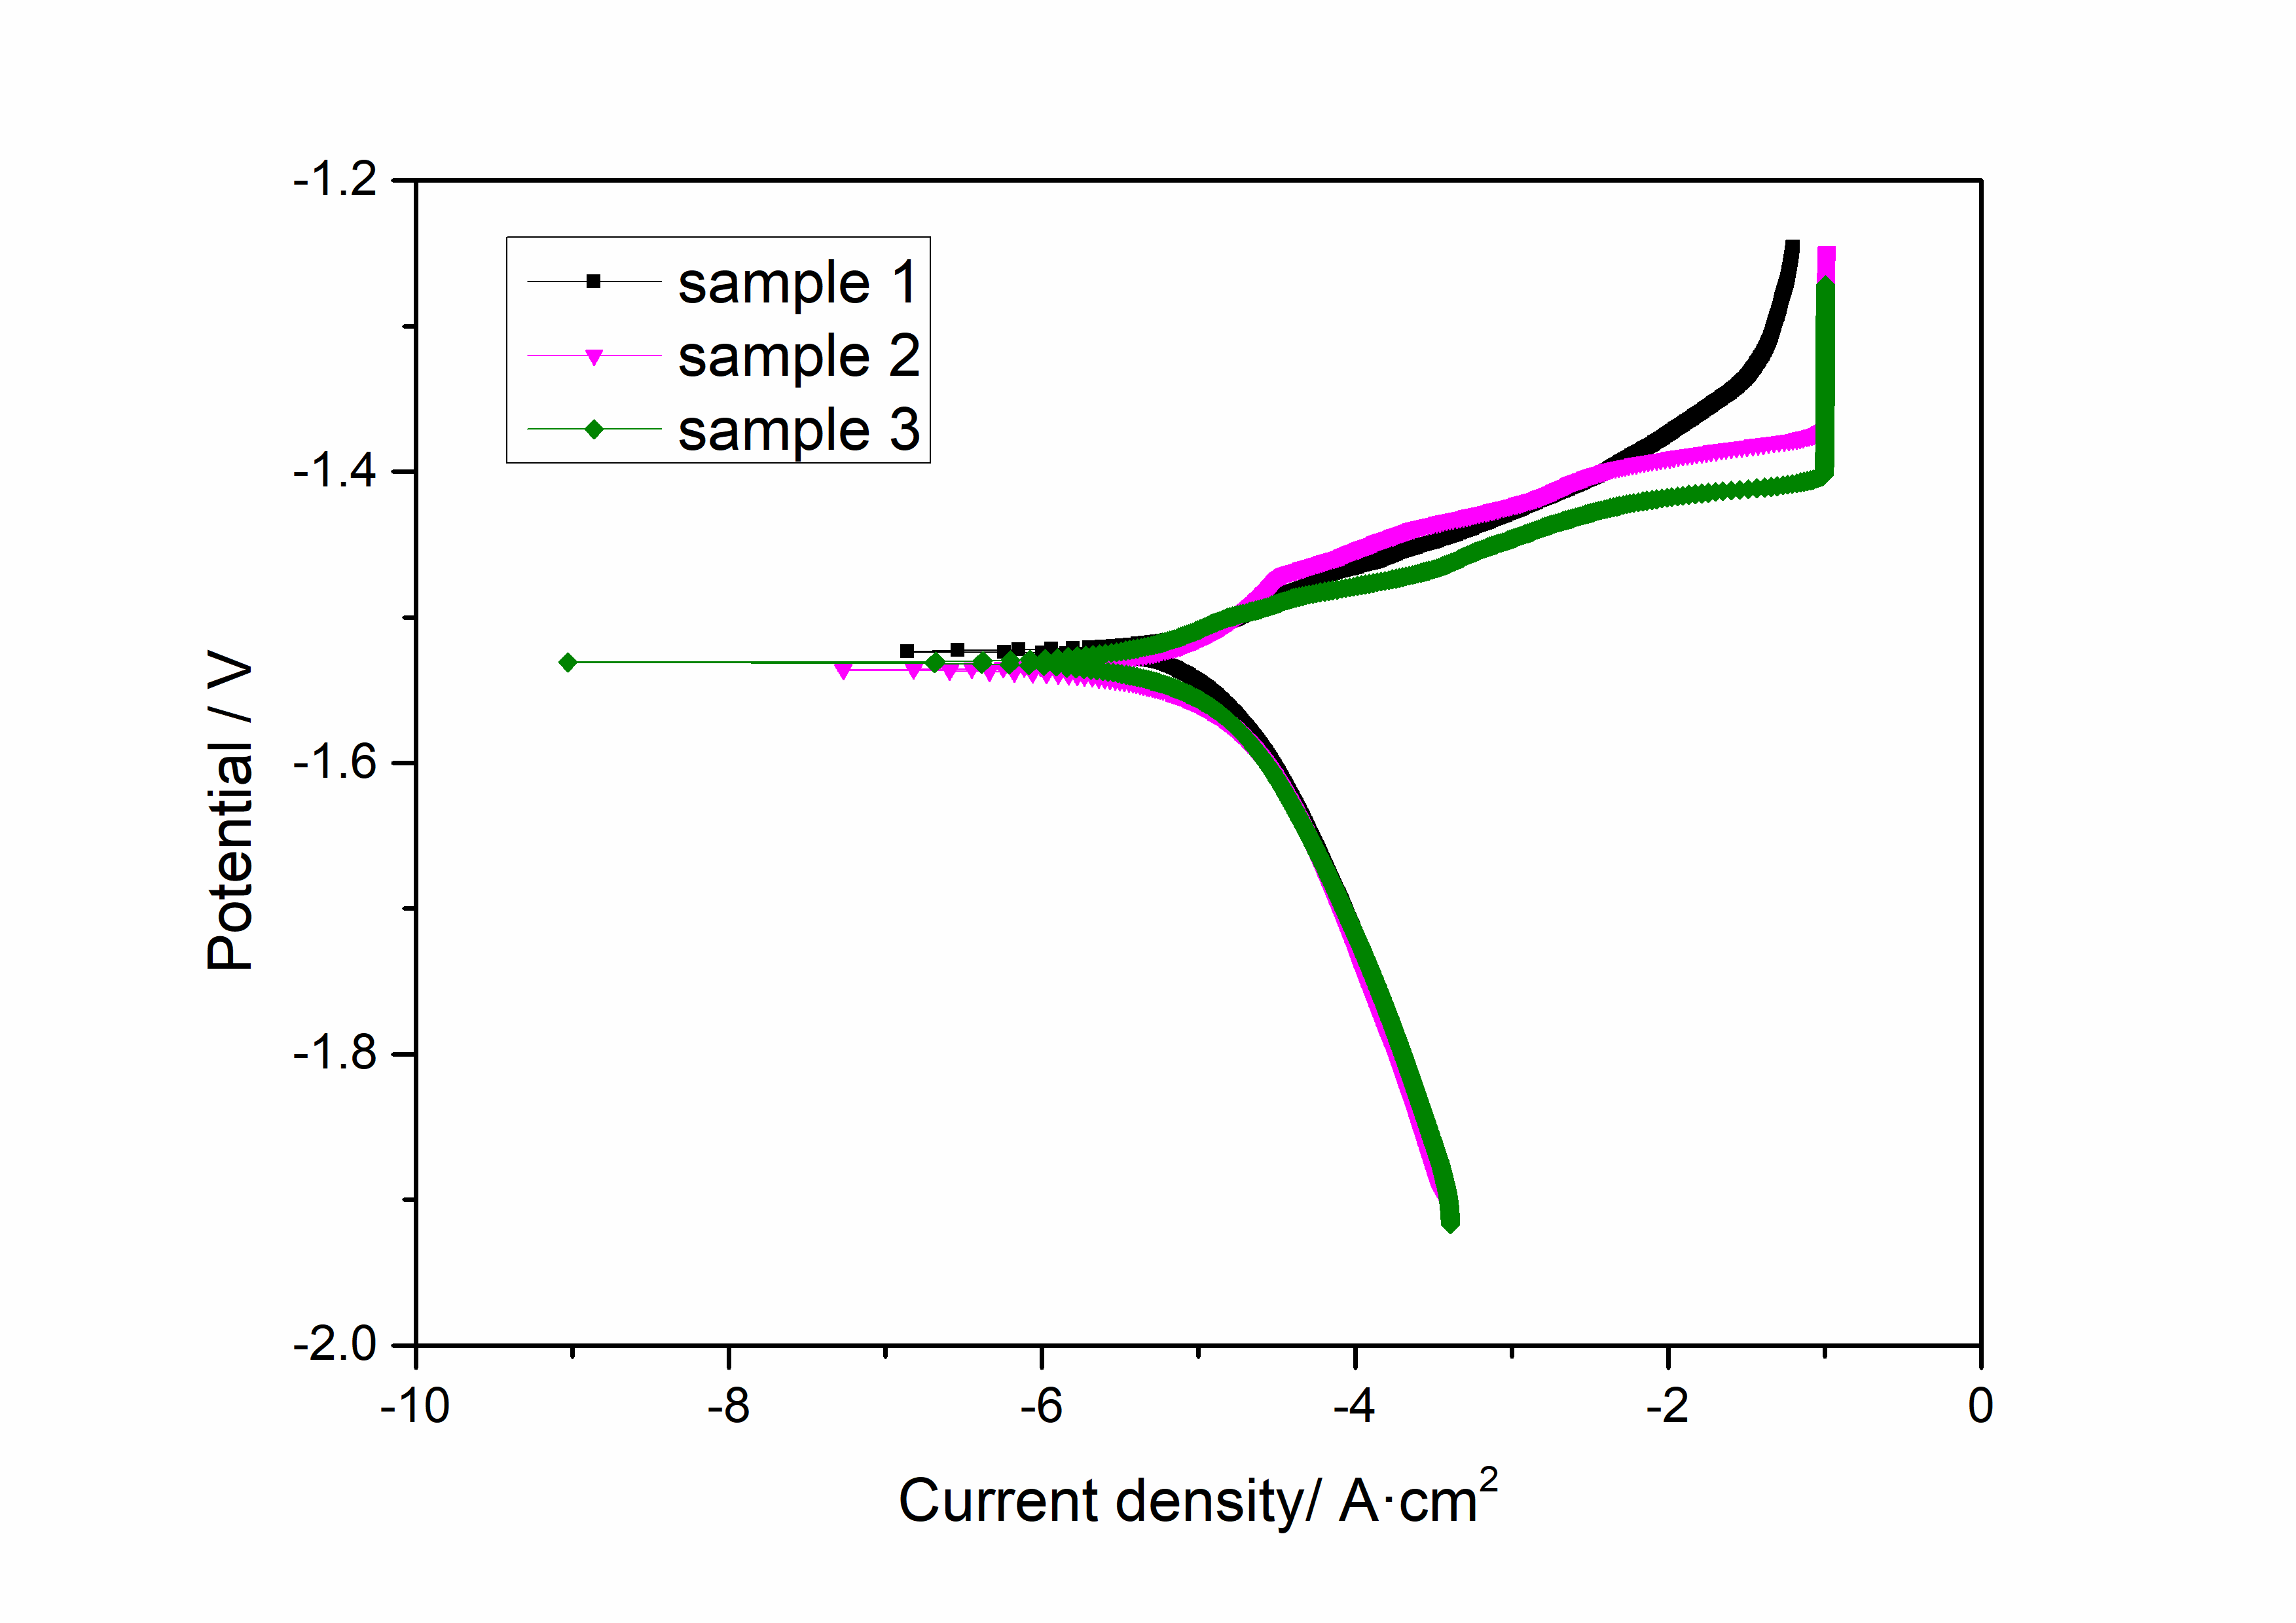 -1.2
-1.4
-1.6
-1.8
-2.0
Potential / V
sample 1
sample 2
sample 3
-10 -8 -6 -4 -2 0
Current density/ A·cm²